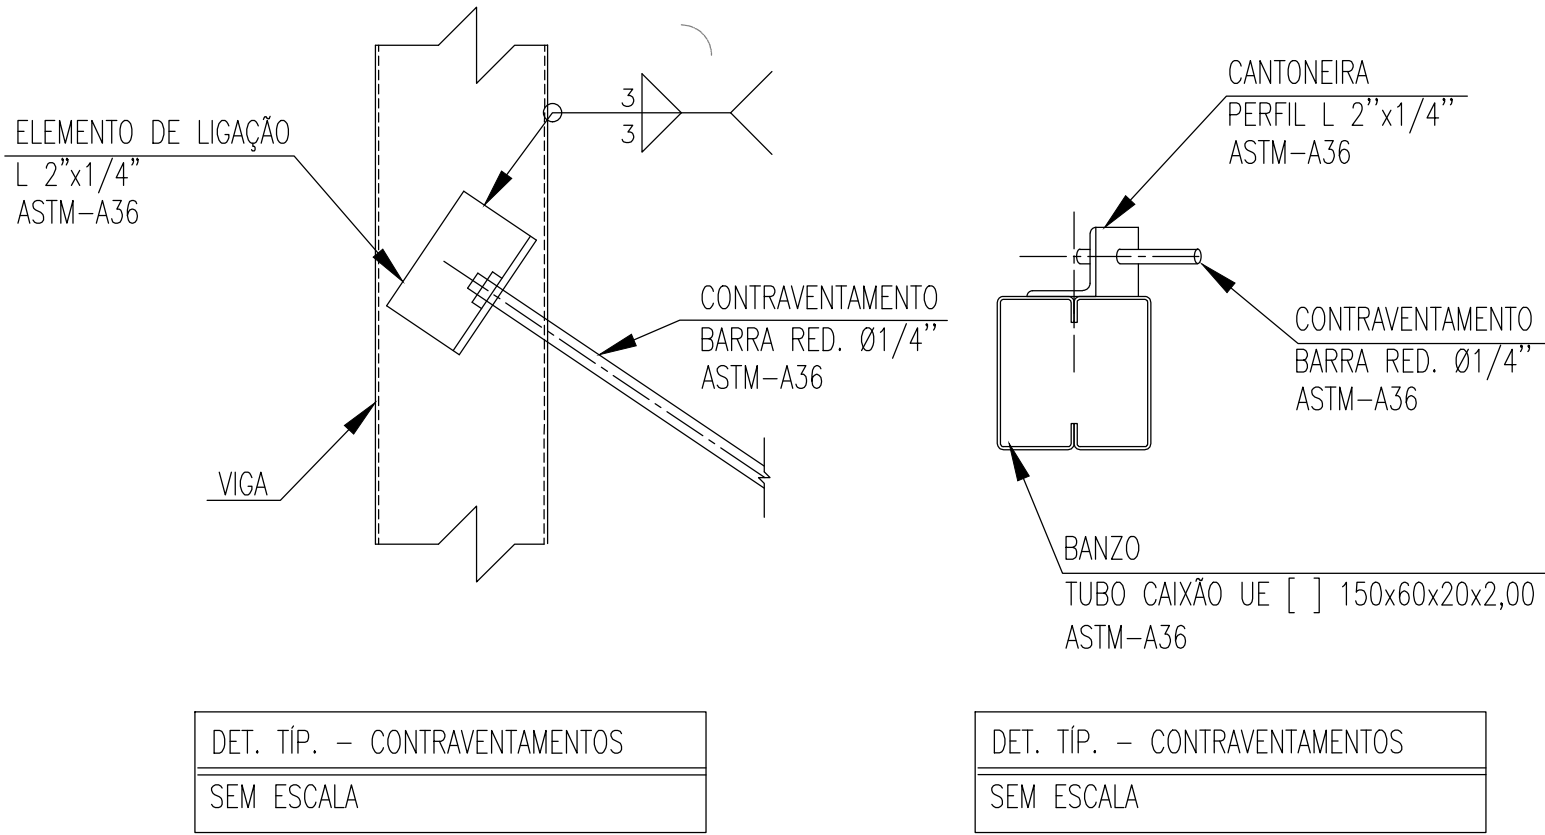 ELEMENTO DE LIGAÇÃO
L 2”x1/4”
ASTM-A36
3
3
CONTRAVENTAMENTO
BARRA RED. Ø1/4”
ASTM-A36
VIGA
DET. TÍP. - CONTRAVENTAMENTOS
SEM ESCALA
CANTONEIRA
PERFIL L 2”x1/4”
ASTM-A36
CONTRAVENTAMENTO
BARRA RED. Ø1/4”
ASTM-A36
BANZO
TUBO CAIXÃO UE [ ] 150x60x20x2,00
ASTM-A36
DET. TÍP. - CONTRAVENTAMENTOS
SEM ESCALA